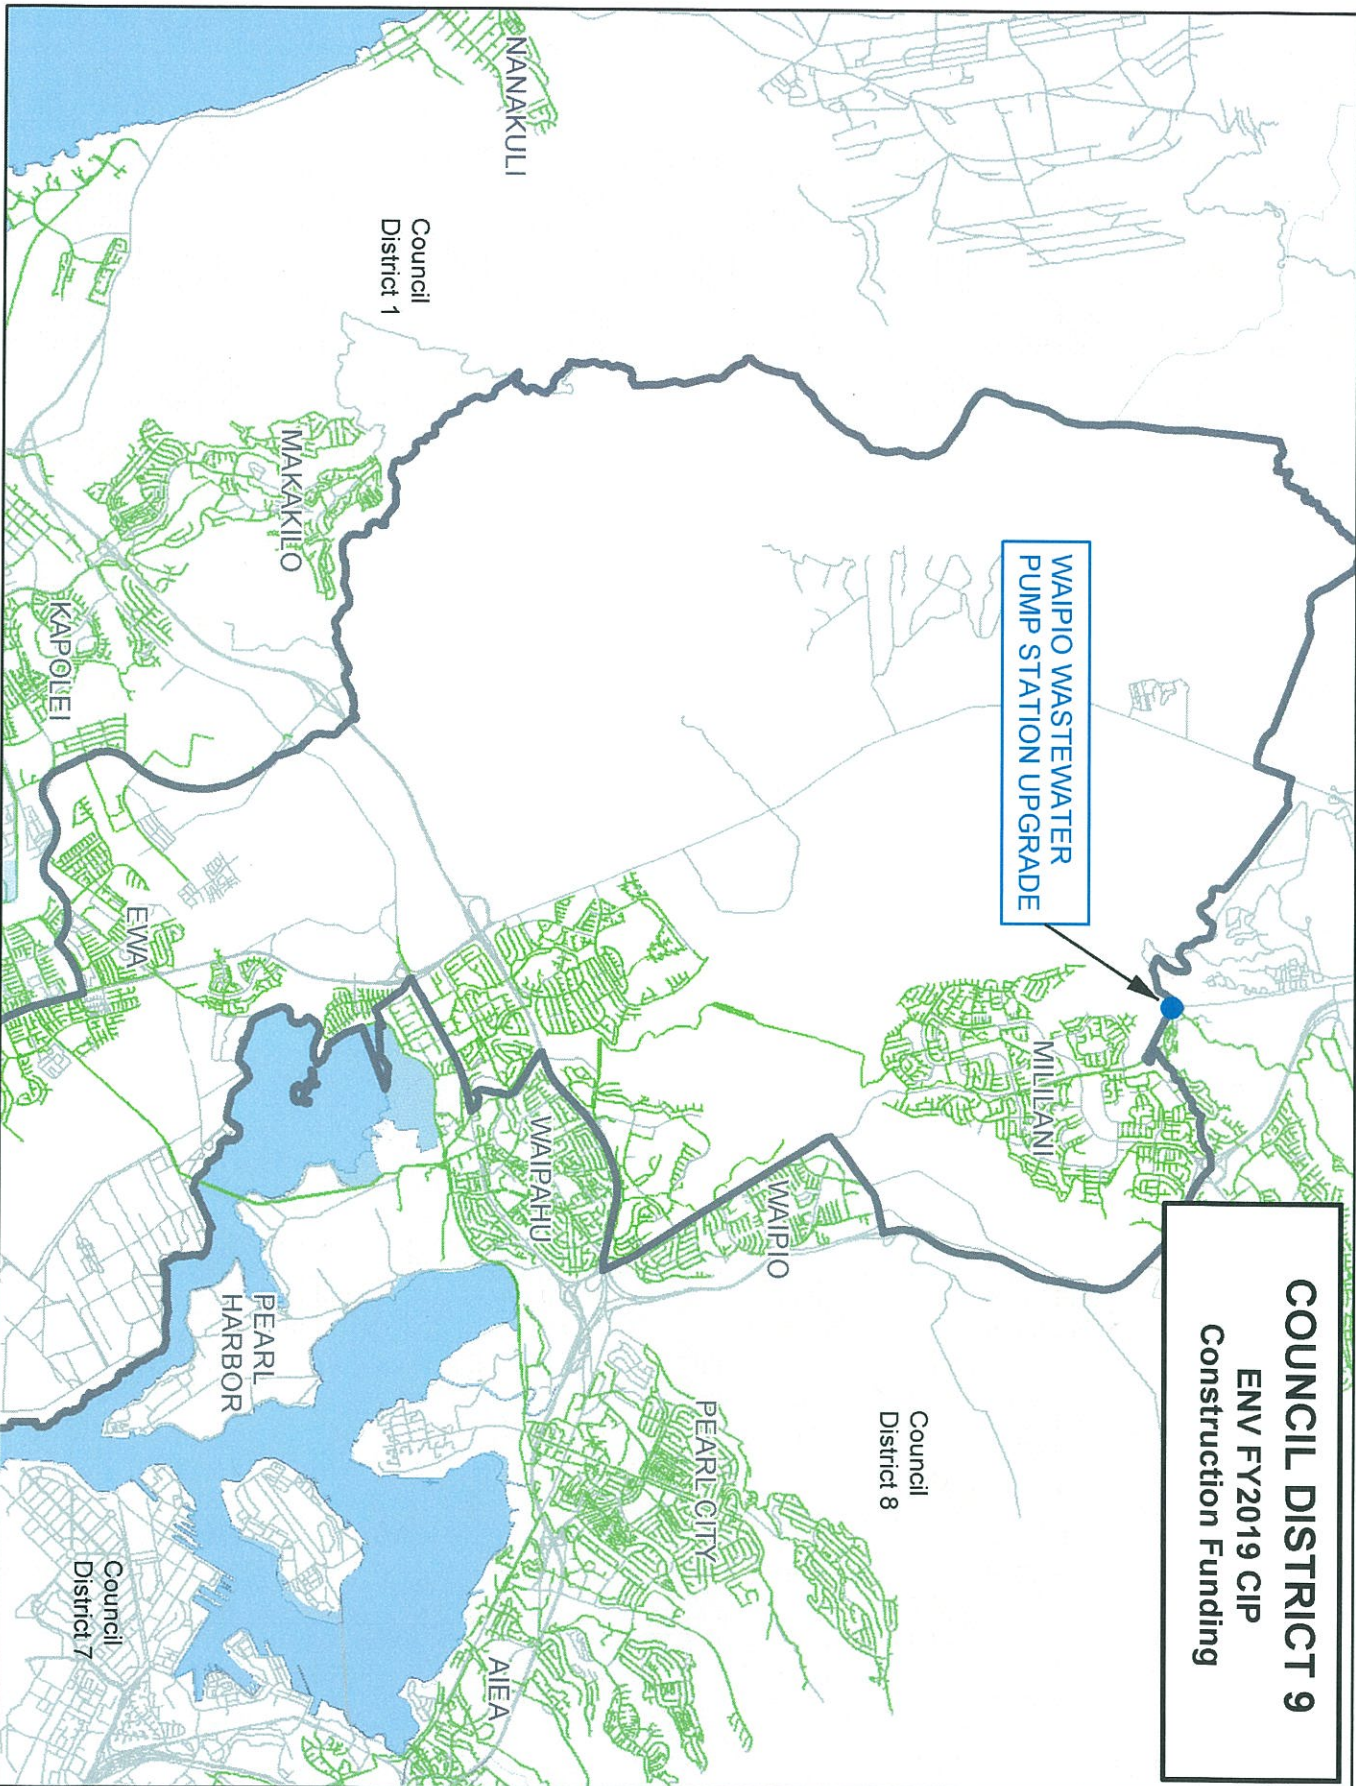 COUNCIL DISTRICT 9
ENV FY2019 CIP
Construction Funding
WAIPIO WASTEWATER
PUMP STATION UPGRADE
MILILANI
Council
District 8
WAIPIO
PEARL CITY
WAIPAHU
NANAKULI
AIEA
Council
District 1
MAKAKILO
PEARL
HARBOR
EWA
Council
District 7
KAPOLEI